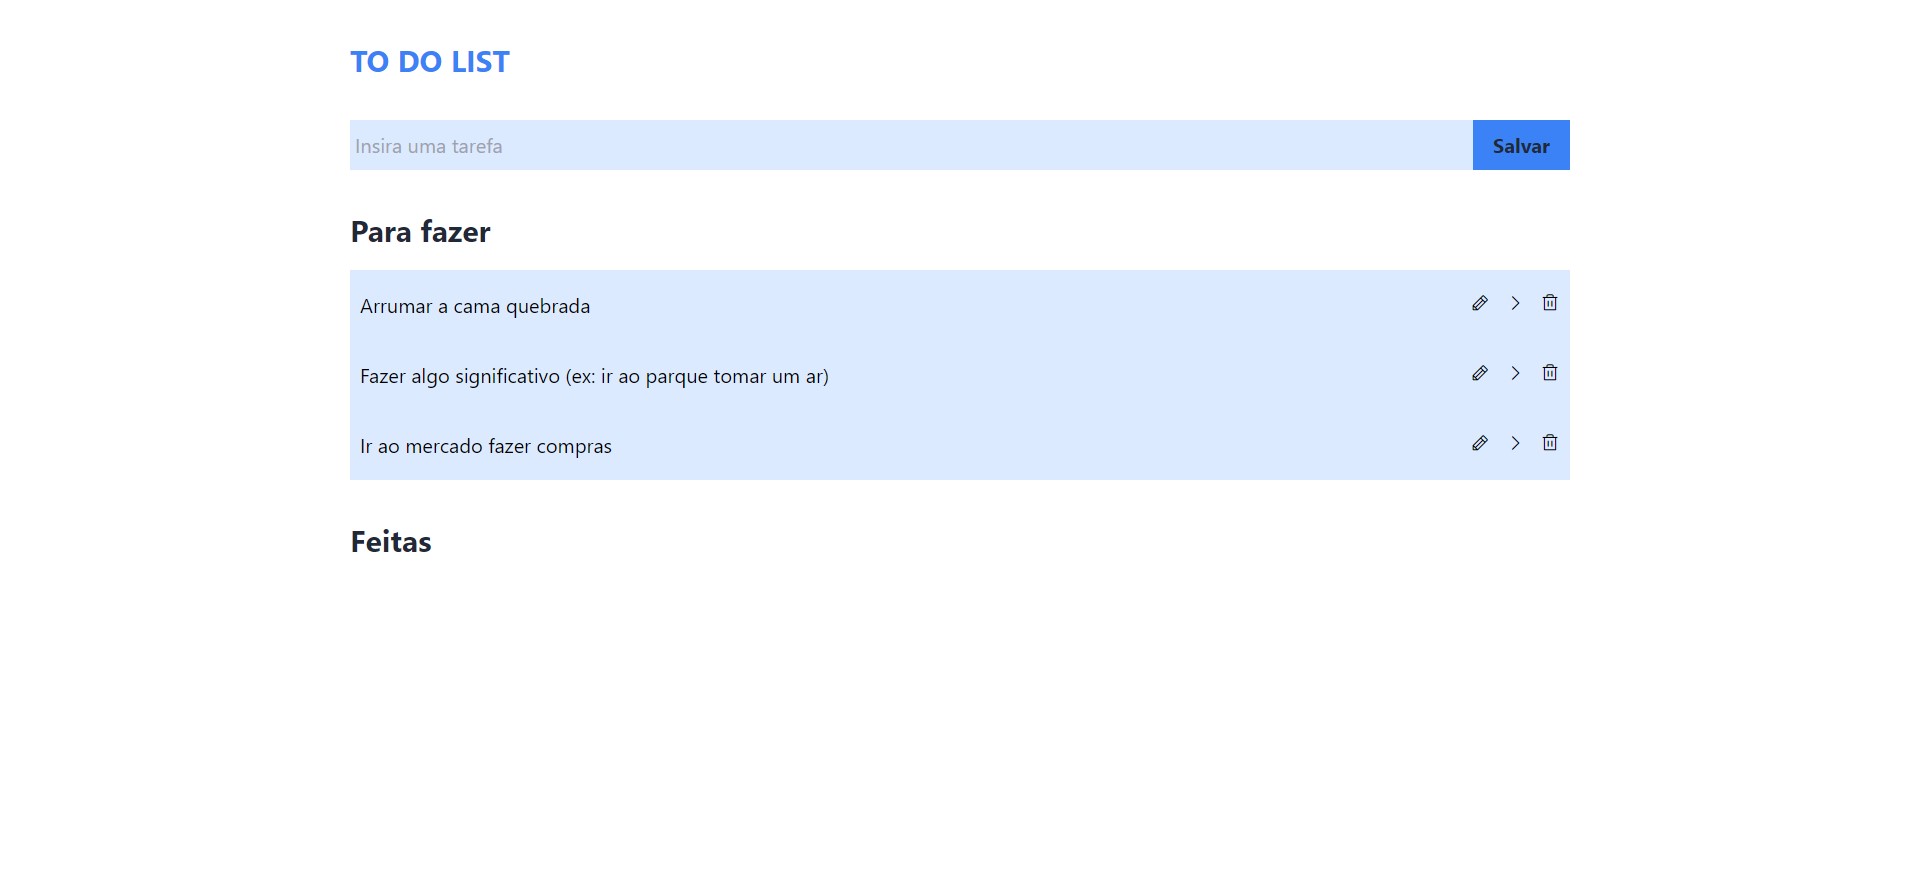 TO DO LIST
Insira uma tarefa
Salvar
Para fazer
Arrumar a cama quebrada
Fazer algo significativo (ex: ir ao parque tomar um ar)
Ir ao mercado fazer compras
Feitas